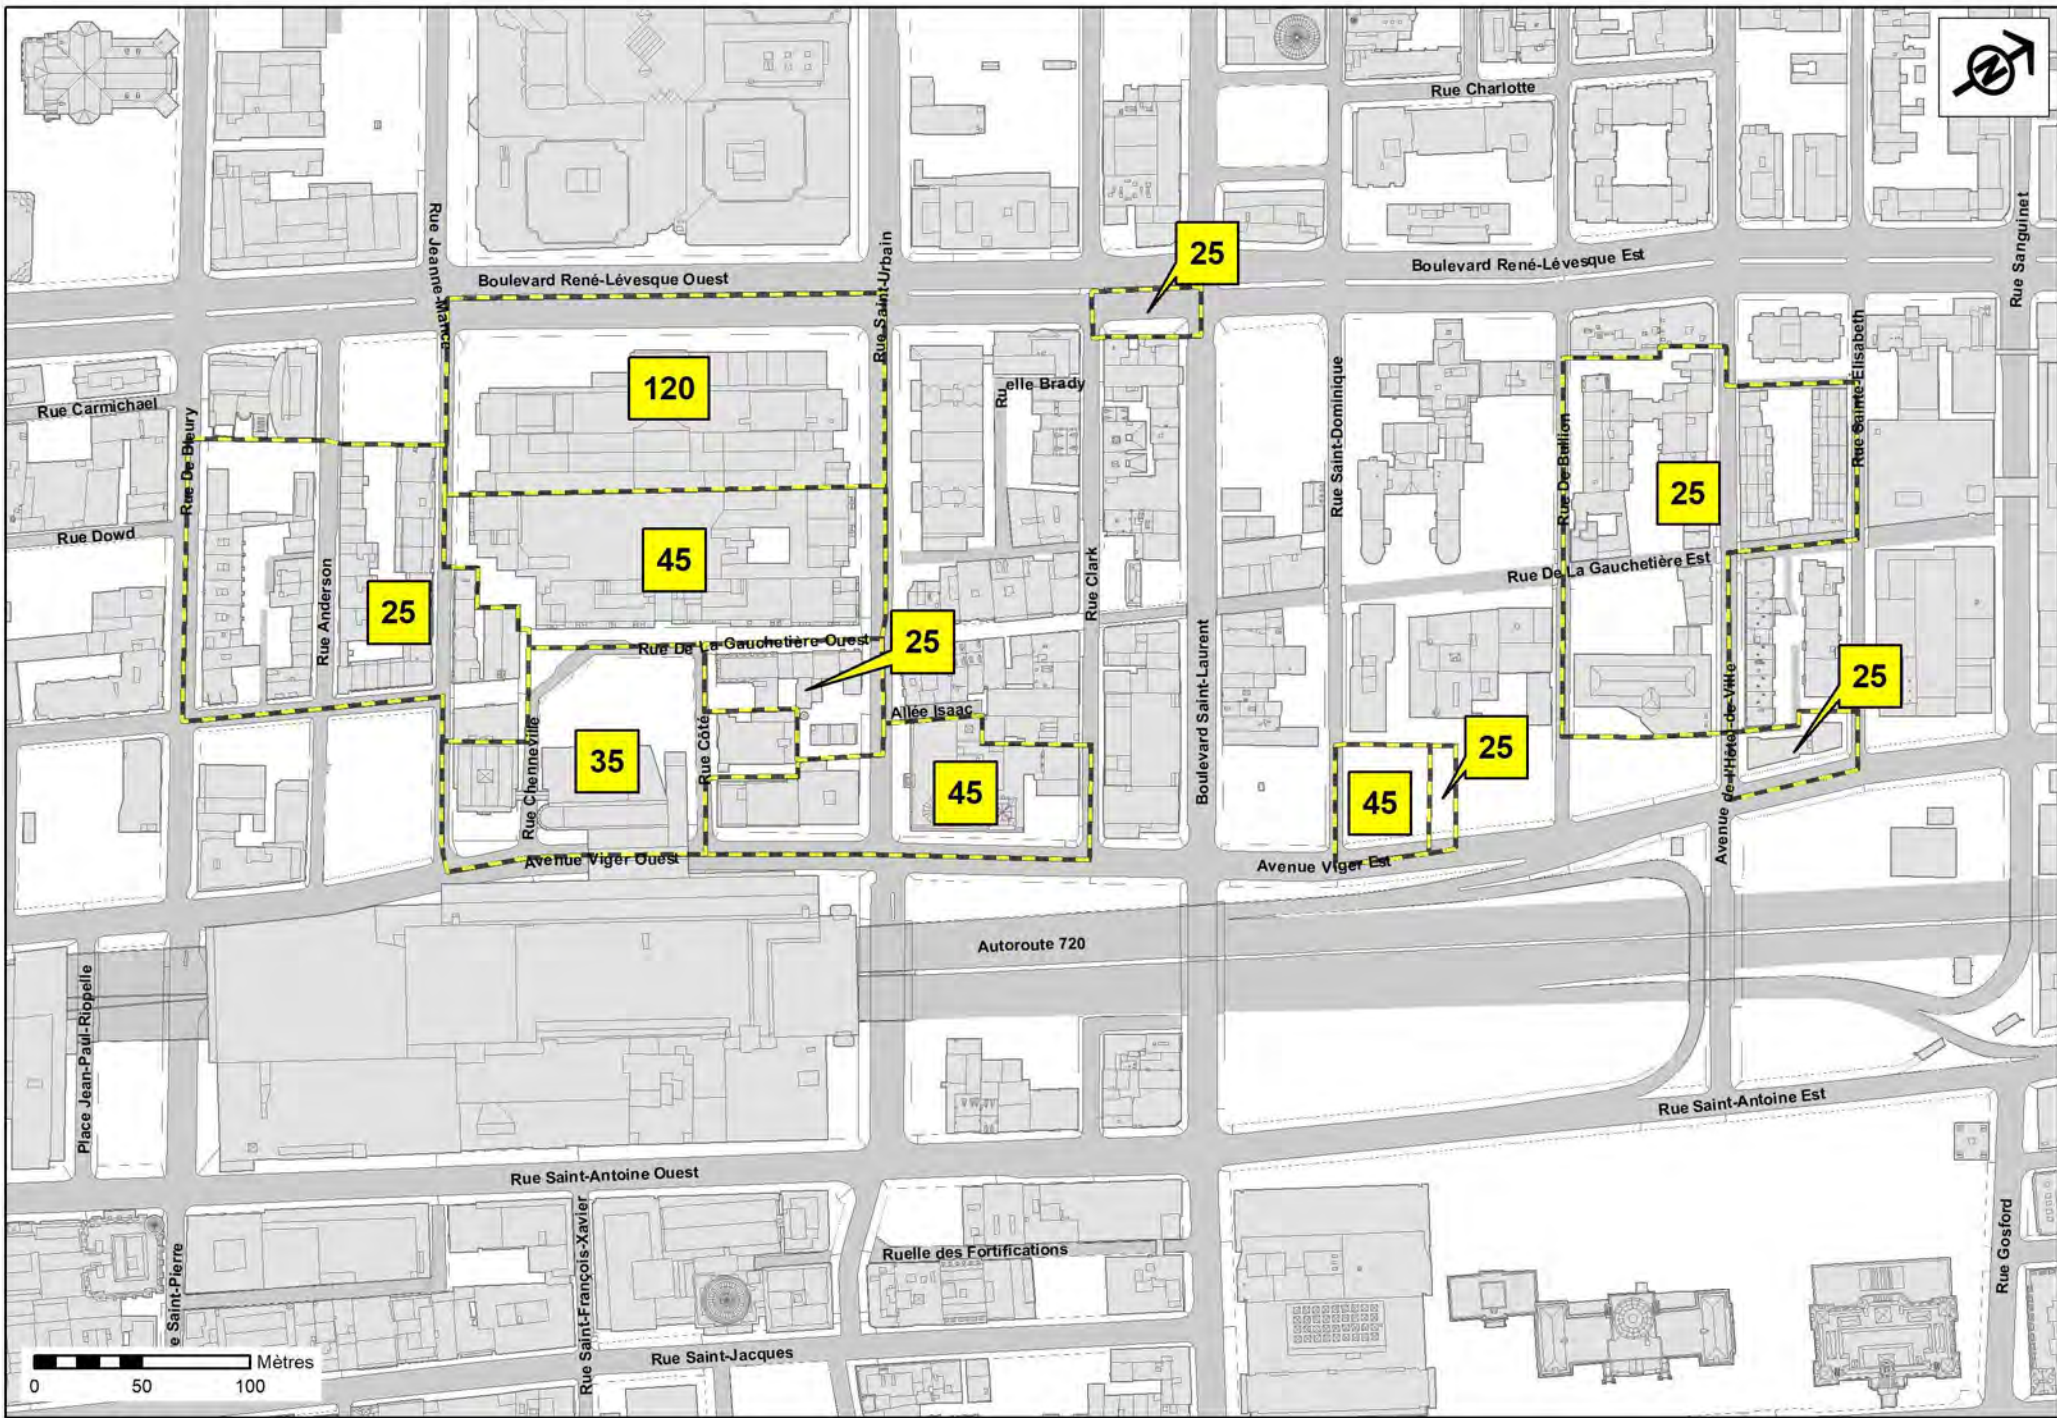 N
Rue Charlotte
Rue Sanguinet
Rue Jeanne-Mance
Boulevard René-Lévesque Ouest
Rue Saint-Urbain
25
Boulevard René-Lévesque Est
Rue Carmichael
Rue De Bleury
120
Ruelle Brady
Rue Saint-Dominique
Rue De Bullion
25
Rue Sainte-Élisabeth
Rue Dowd
Rue Anderson
25
45
Rue Clark
Rue De La Gauchetière Est
Rue De La Gauchetière Ouest
25
Boulevard Saint-Laurent
Allée Isaac
25
Rue Chenneville
35
Rue Côté
45
45
25
Avenue de l'Hôtel-de-Ville
Avenue Viger Ouest
Avenue Viger Est
Autoroute 720
Place Jean-Paul-Riopelle
Rue Saint-Antoine Est
Rue Saint-Antoine Ouest
e Saint-Pierre
Rue Saint-François-Xavier
Ruelle des Fortifications
Rue Gosford
Rue Saint-Jacques
Mètres
0 50 100